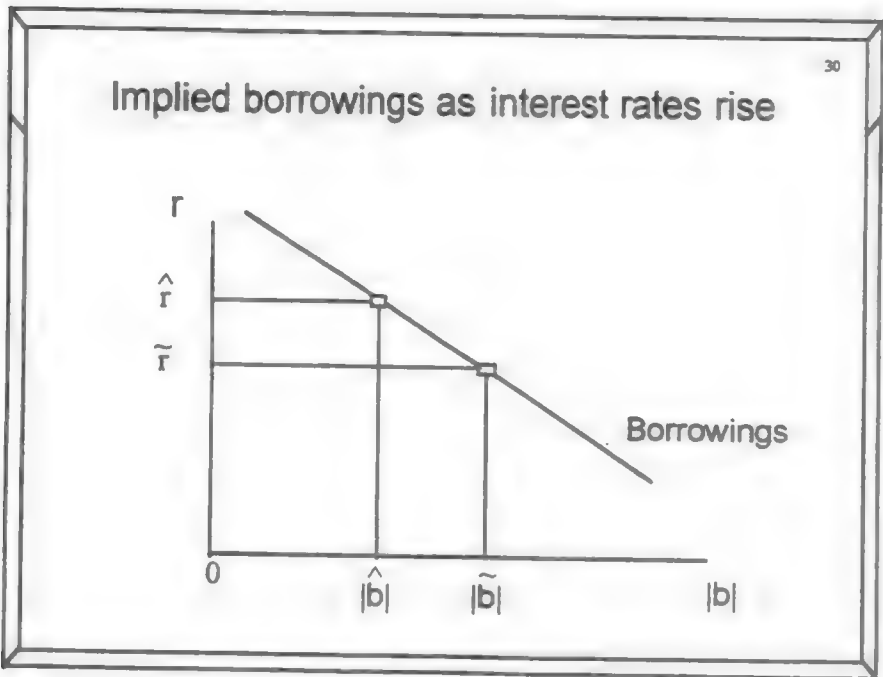 30
Implied borrowings as interest rates rise
r
r̂
r̃
Borrowings
0
|b̂| |b̃| |b|